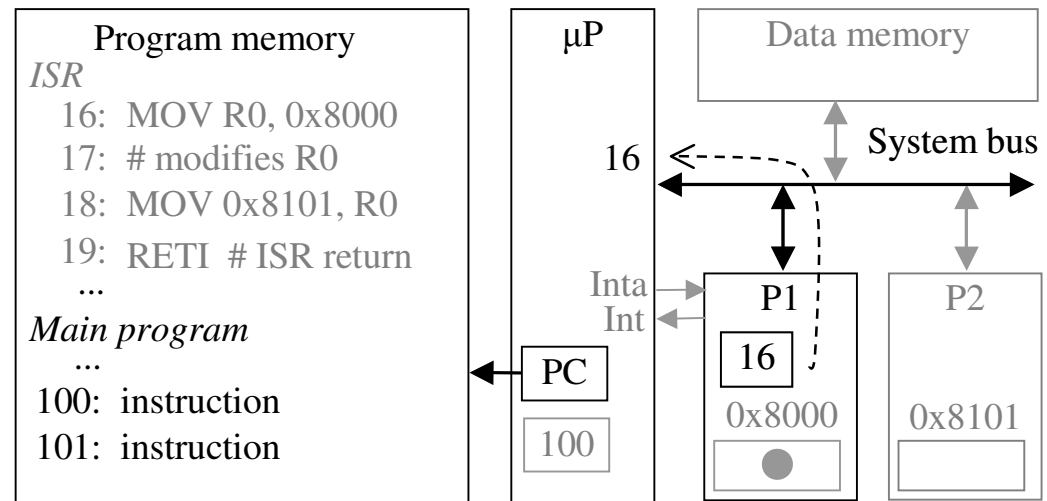 Program memory
ISR
16: MOV R0, 0x8000
17: # modifies R0
18: MOV 0x8101, R0
19: RETI # ISR return
...
Main program
...
100: instruction
101: instruction
μP
16
Inta
Int
PC
100
Data memory
System bus
P1
16
0x8000
P2
0x8101